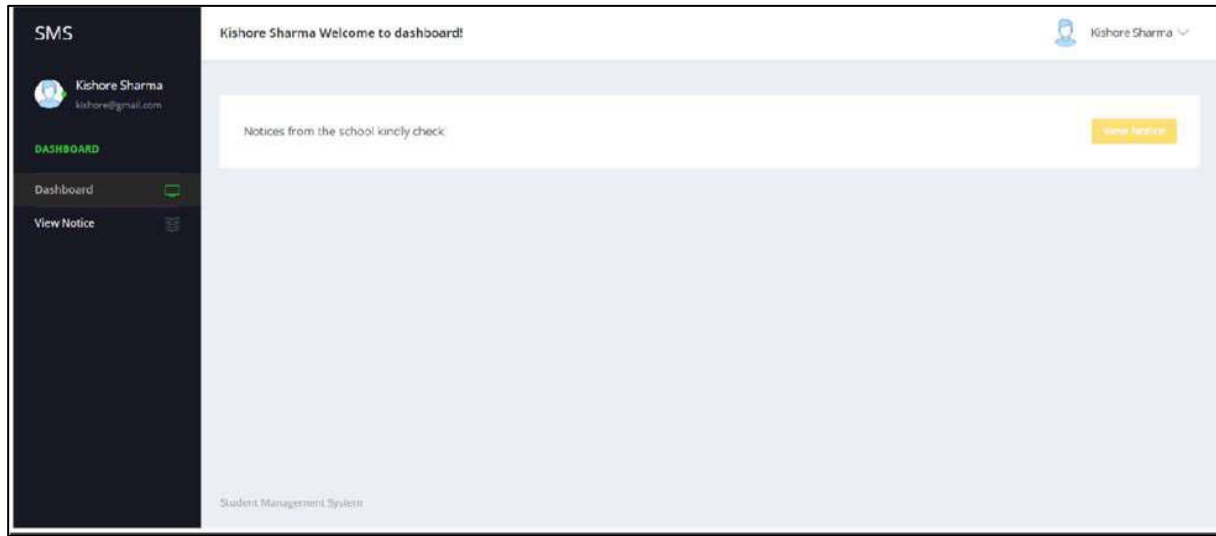 SMS
Kishore Sharma Welcome to dashboard!
Kishore Sharma
Kishore Sharma
kishore@gmail.com
DASHBOARD
Dashboard
View Notice
Notices from the school kindly check
View Notice
Student Management System